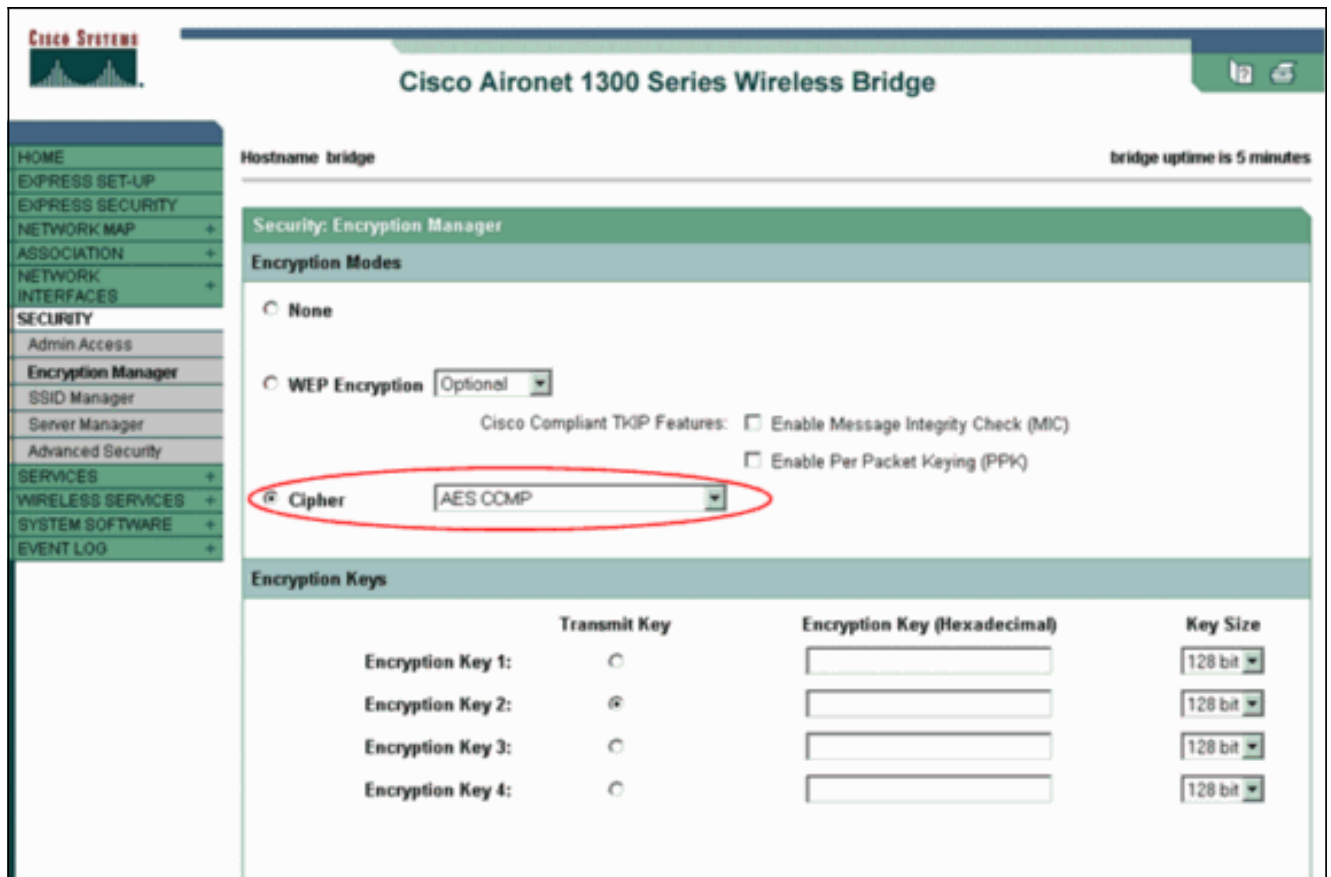 CISCO SYSTEMS
Cisco Aironet 1300 Series Wireless Bridge
HOME
EXPRESS SET-UP
EXPRESS SECURITY
NETWORK MAP +
ASSOCIATION +
NETWORK INTERFACES +
SECURITY
Admin Access
Encryption Manager
SSID Manager
Server Manager
Advanced Security
SERVICES +
WIRELESS SERVICES +
SYSTEM SOFTWARE +
EVENT LOG +
Hostname bridge
bridge uptime is 5 minutes
Security: Encryption Manager
Encryption Modes
None
WEP Encryption Optional
Cisco Compliant TKIP Features: Enable Message Integrity Check (MIC)
Enable Per Packet Keying (PPK)
Cipher AES CCMP
Encryption Keys
Transmit Key Encryption Key (Hexadecimal) Key Size
Encryption Key 1: 128 bit
Encryption Key 2: 128 bit
Encryption Key 3: 128 bit
Encryption Key 4: 128 bit